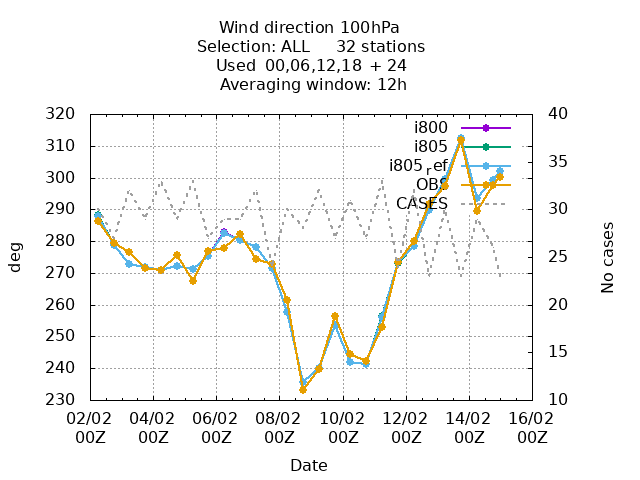 Wind direction 100hPa
Selection: ALL 32 stations
Used 00,06,12,18 + 24
Averaging window: 12h
320 40
310 i800
i805 35
300 i805ref
OBS
290 CASES 30
280
270 25
260 20
250
240 15
230 10
deg
No cases
02/02 04/02 06/02 08/02 10/02 12/02 14/02 16/02
00Z 00Z 00Z 00Z 00Z 00Z 00Z 00Z
Date